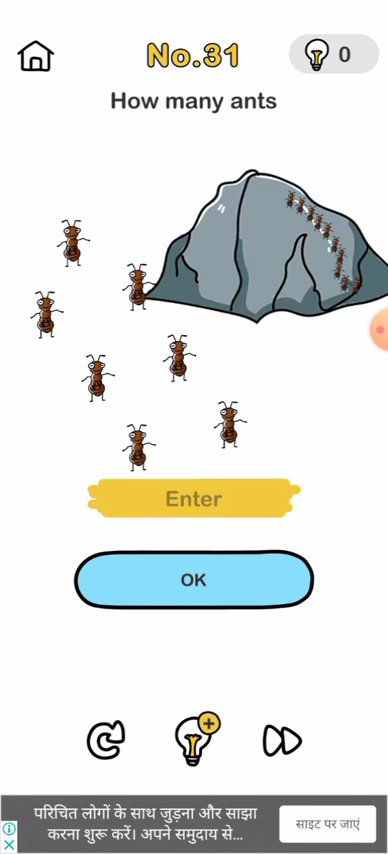 No.31
0
How many ants
Enter
OK
परिचित लोगों के साथ जुड़ना और साझा
करना शुरू करें। अपने समुदाय से...
साइट पर जाएं